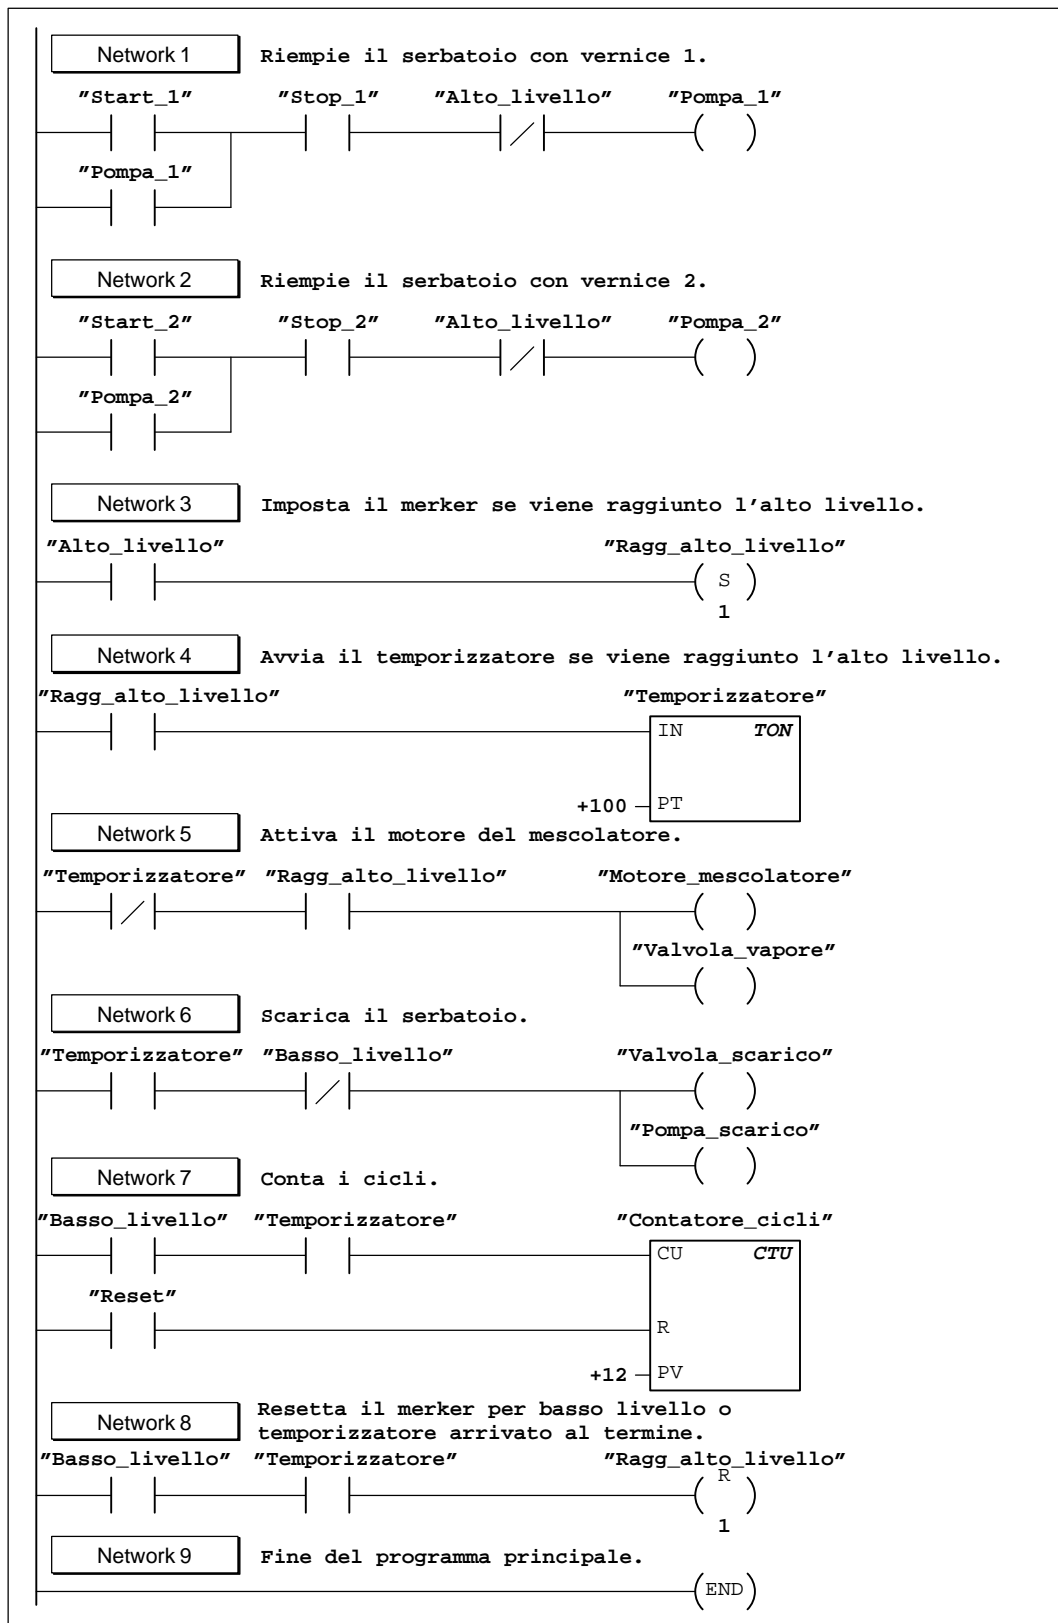 Network 1 Riempie il serbatoio con vernice 1.
"Start_1" "Stop_1" "Alto_livello" "Pompa_1"
"Pompa_1"
Network 2 Riempie il serbatoio con vernice 2.
"Start_2" "Stop_2" "Alto_livello" "Pompa_2"
"Pompa_2"
Network 3 Imposta il merker se viene raggiunto l'alto livello.
"Alto_livello" "Ragg_alto_livello"
S
1
Network 4 Avvia il temporizzatore se viene raggiunto l'alto livello.
"Ragg_alto_livello" "Temporizzatore"
IN TON
+100 PT
Network 5 Attiva il motore del mescolatore.
"Temporizzatore" "Ragg_alto_livello" "Motore_mescolatore"
"Valvola_vapore"
Network 6 Scarica il serbatoio.
"Temporizzatore" "Basso_livello" "Valvola_scarico"
"Pompa_scarico"
Network 7 Conta i cicli.
"Basso_livello" "Temporizzatore" "Contatore_cicli"
CU CTU
"Reset"
R
+12 PV
Network 8 Resetta il merker per basso livello o
temporizzatore arrivato al termine.
"Basso_livello" "Temporizzatore" "Ragg_alto_livello"
R
1
Network 9 Fine del programma principale.
END